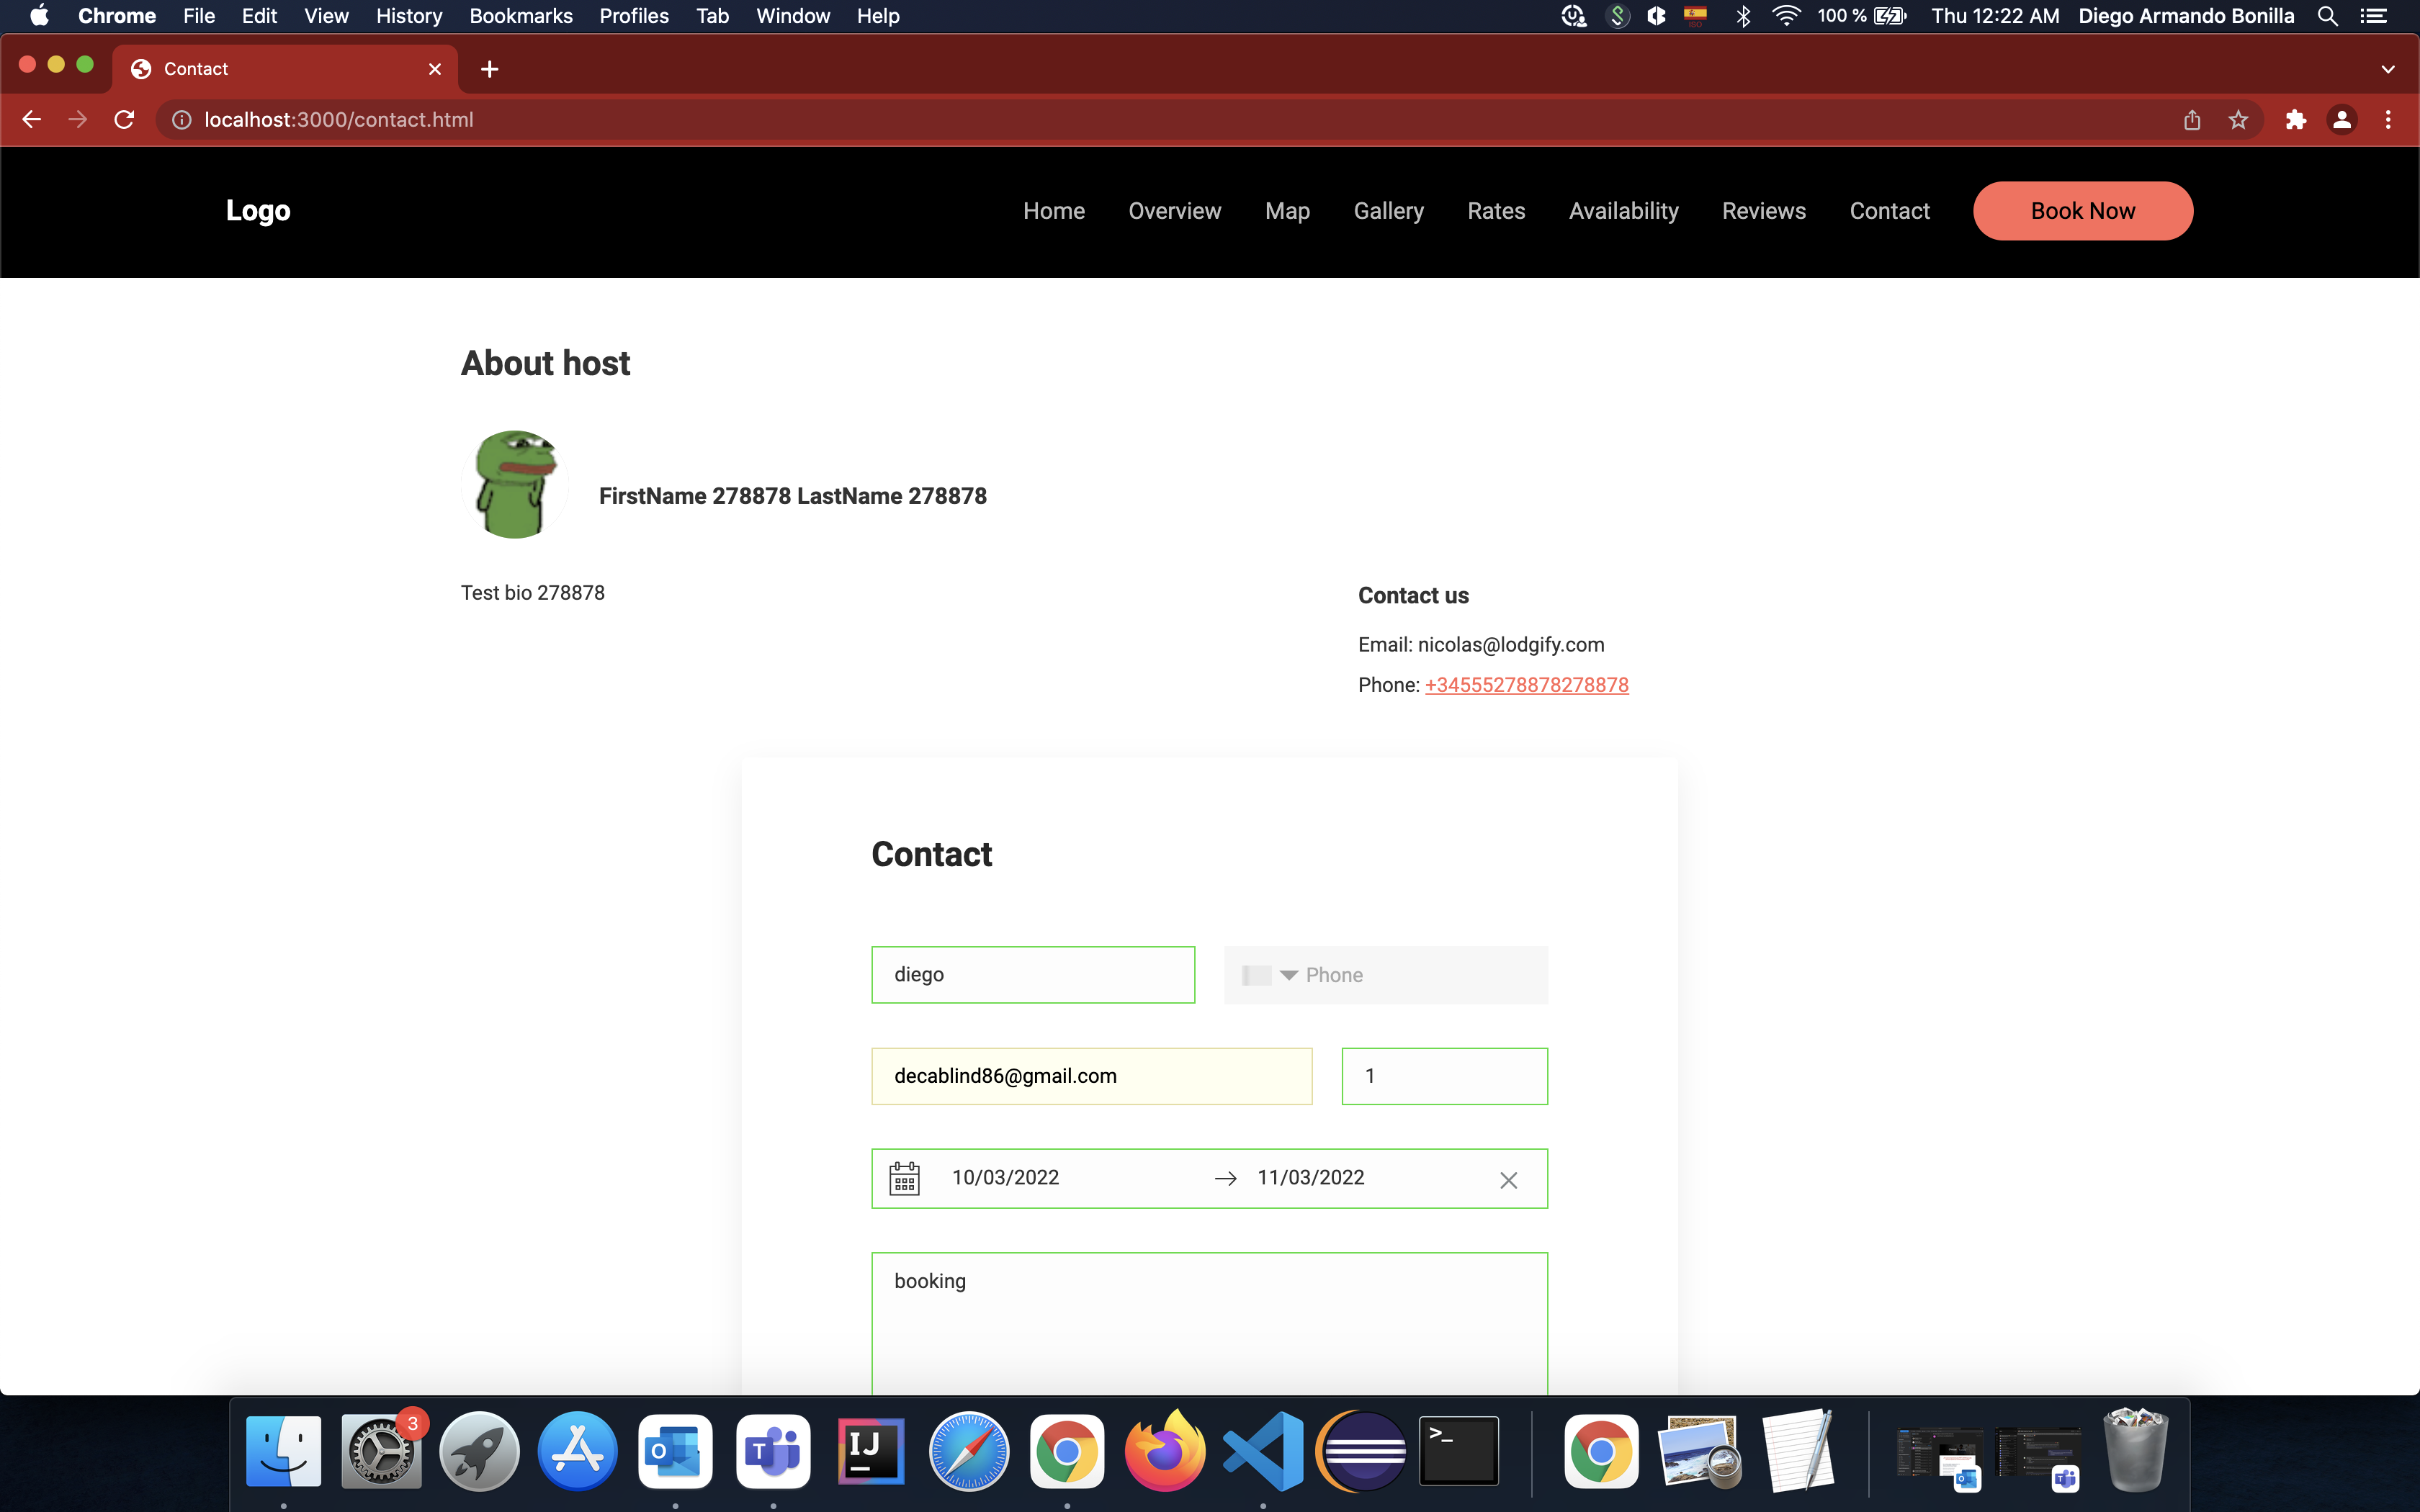 Chrome File Edit View History Bookmarks Profiles Tab Window Help 100 % Thu 12:22 AM Diego Armando Bonilla
Contact
localhost:3000/contact.html
Logo Home Overview Map Gallery Rates Availability Reviews Contact Book Now
About host
FirstName 278878 LastName 278878
Test bio 278878
Contact us
Email: nicolas@lodgify.com
Phone: +34555278878278878
Contact
diego Phone
decablind86@gmail.com 1
10/03/2022 → 11/03/2022
booking
3